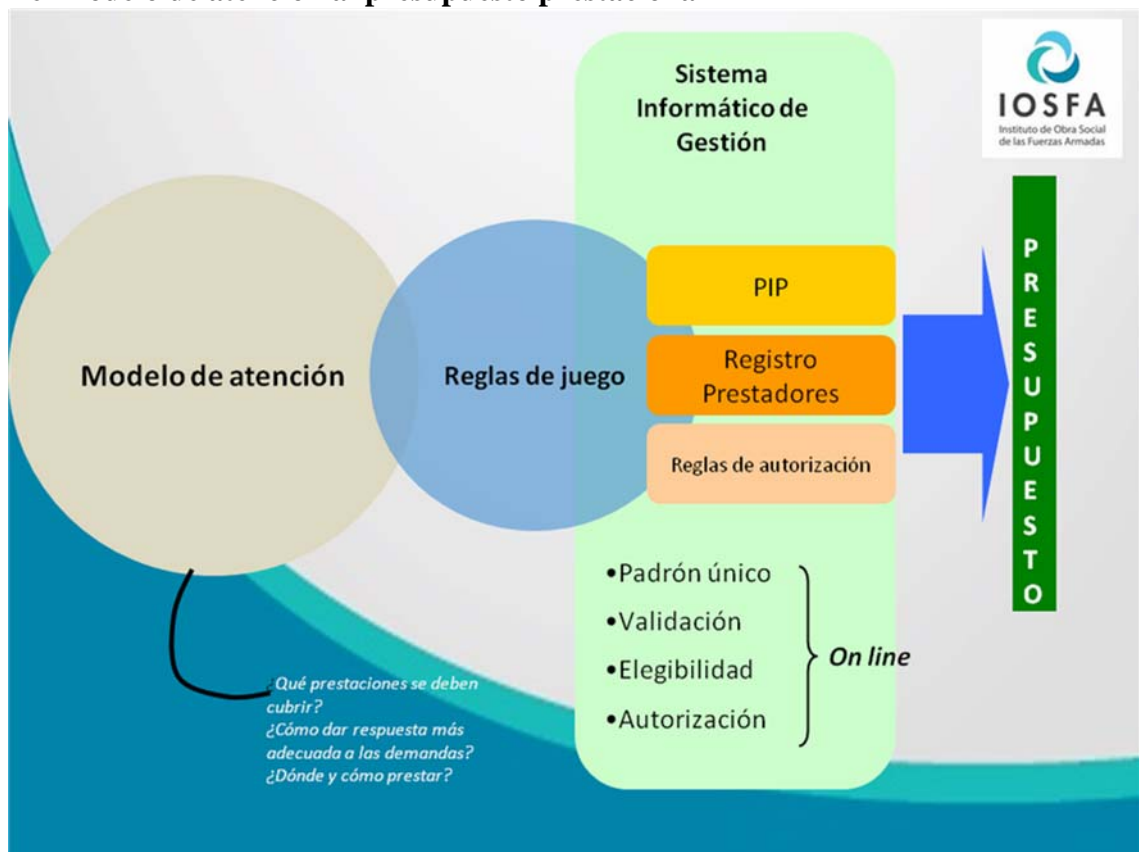 Sistema
Informático de
Gestión
IOSFA
Instituto de Obra Social
de las Fuerzas Armadas
Modelo de atención
Reglas de juego
PIP
Registro
Prestadores
Reglas de autorización
PRESUPUESTO
•Padrón único
•Validación
•Elegibilidad
•Autorización
On line
¿Qué prestaciones se deben
cubrir?
¿Cómo dar respuesta más
adecuada a las demandas?
¿Dónde y cómo prestar?